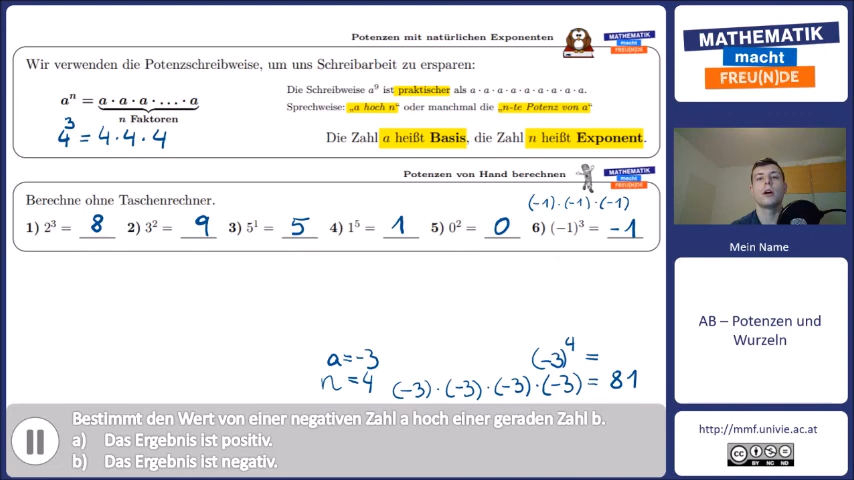 Potenzen mit natürlichen Exponenten
MATHEMATIK
macht
FREU(N)DE
Wir verwenden die Potenzschreibweise, um uns Schreibarbeit zu ersparen:
aⁿ = a · a · a · … · a
n Faktoren
4³ = 4 · 4 · 4
Die Schreibweise a⁹ ist praktischer als a · a · a · a · a · a · a · a · a.
Sprechweise: „a hoch n“ oder manchmal die „n-te Potenz von a“
Die Zahl a heißt Basis, die Zahl n heißt Exponent.
Potenzen von Hand berechnen
MATHEMATIK
macht
FREU(N)DE
Berechne ohne Taschenrechner.
(-1) · (-1) · (-1)
1) 2³ = 8 2) 3² = 9 3) 5¹ = 5 4) 1⁵ = 1 5) 0² = 0 6) (−1)³ = -1
a = -3 (-3)⁴ =
n = 4 (-3) · (-3) · (-3) · (-3) = 81
Bestimmt den Wert von einer negativen Zahl a hoch einer geraden Zahl b.
a) Das Ergebnis ist positiv.
b) Das Ergebnis ist negativ.
MATHEMATIK
macht
FREU(N)DE
Mein Name
AB – Potenzen und
Wurzeln
http://mmf.univie.ac.at
CC
BY NC ND